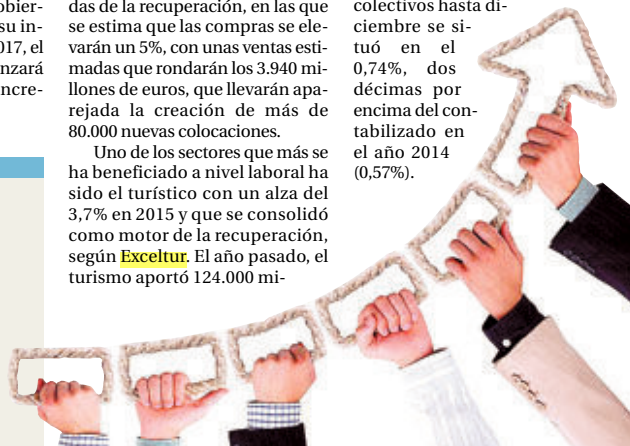 obier-
su in-
017, el
nzará
ncre-
das de la recuperación, en las que
se estima que las compras se ele-
varán un 5%, con unas ventas esti-
madas que rondarán los 3.940 mi-
llones de euros, que llevarán apa-
rejada la creación de más de
80.000 nuevas colocaciones.
Uno de los sectores que más se
ha beneficiado a nivel laboral ha
sido el turístico con un alza del
3,7% en 2015 y que se consolidó
como motor de la recuperación,
según Exceltur. El año pasado, el
turismo aportó 124.000 mi-
colectivos hasta di-
ciembre se si-
tuó en el
0,74%, dos
décimas por
encima del con-
tabilizado en
el año 2014
(0,57%).